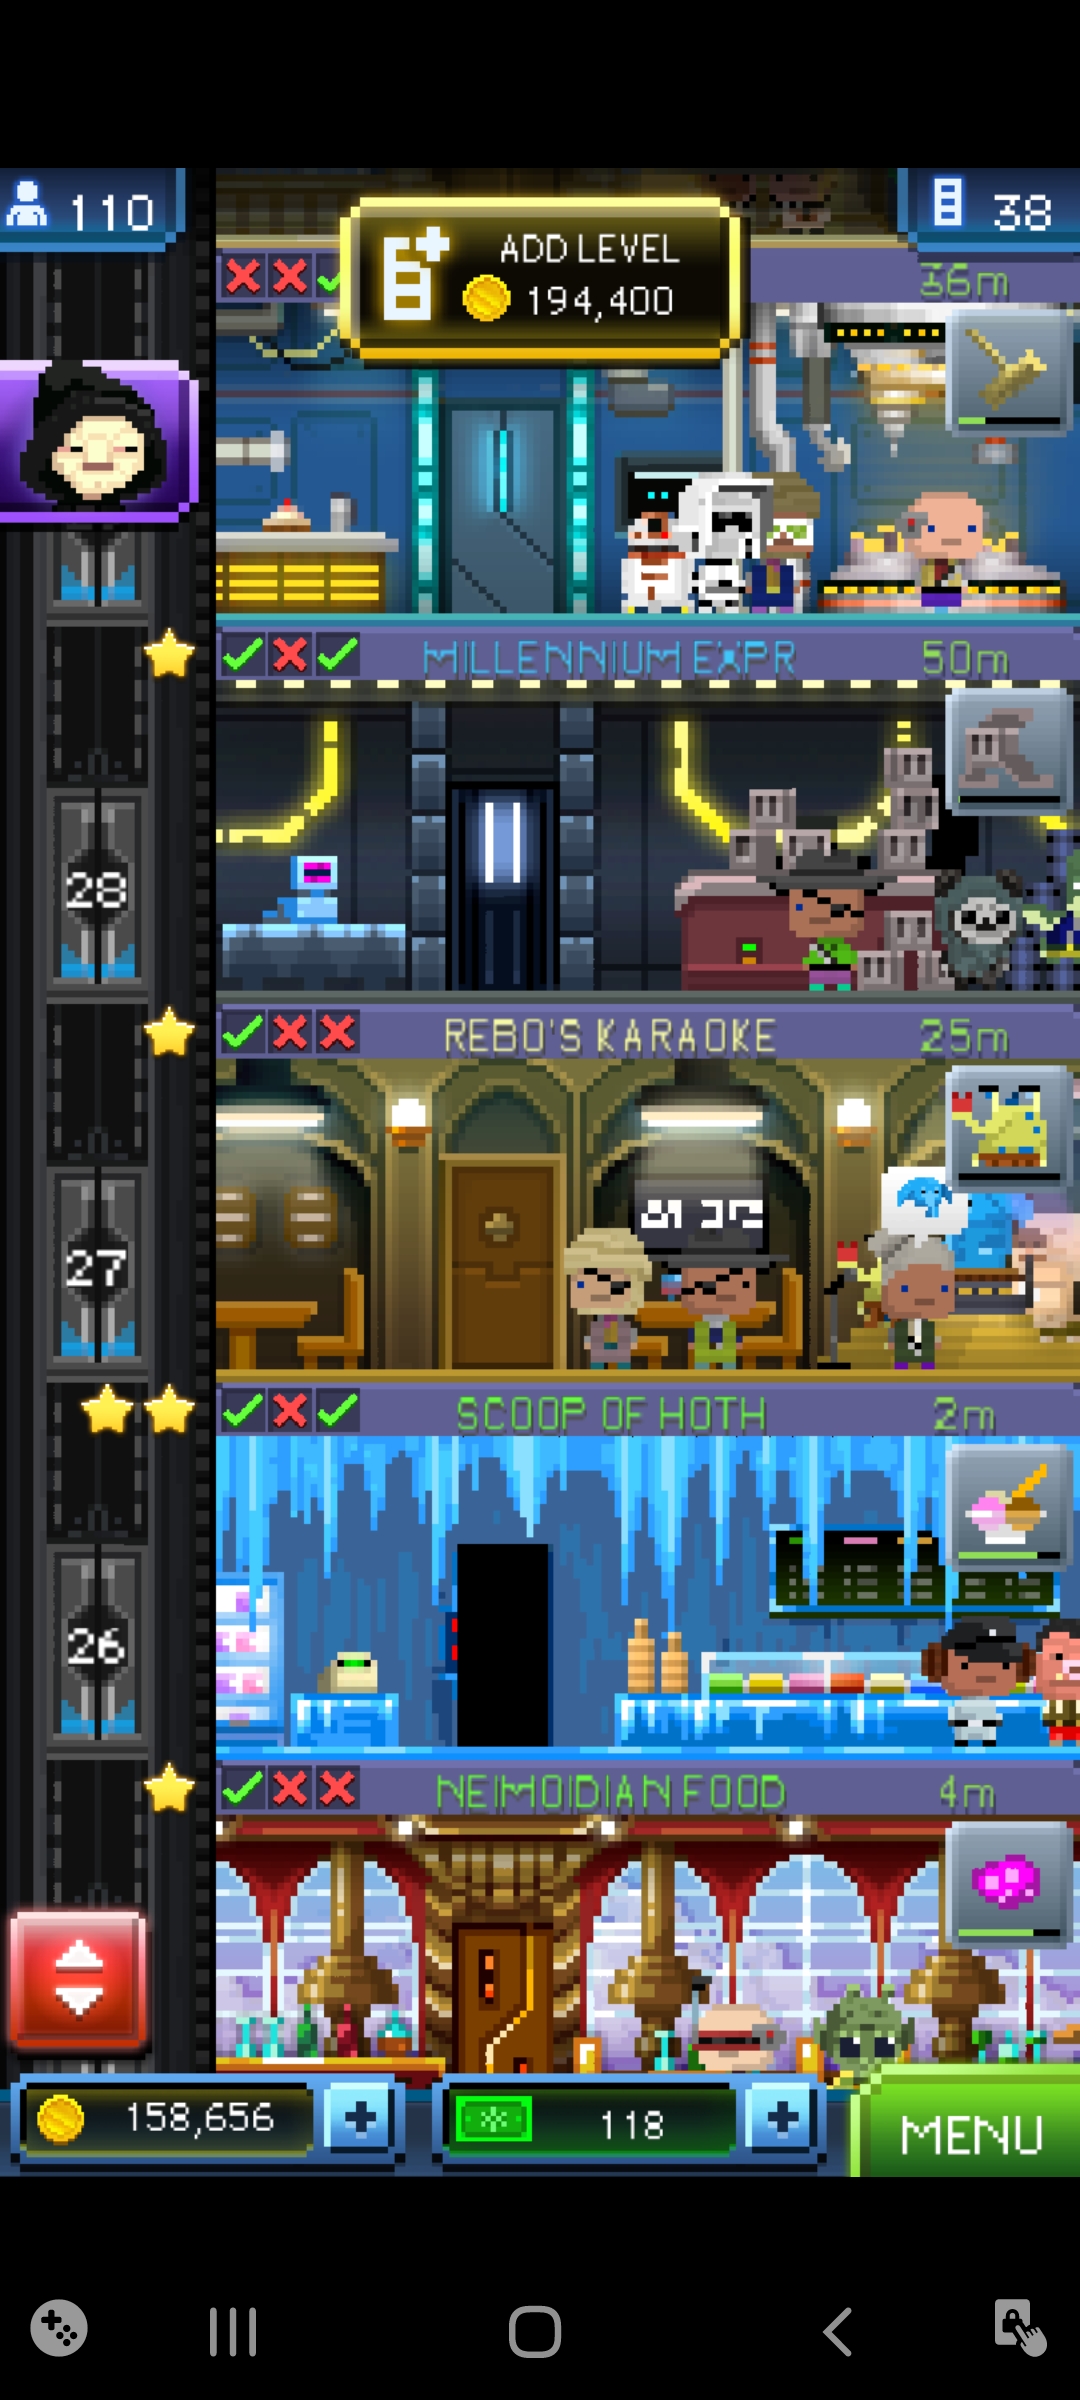 110
ADD LEVEL
194,400
38
36m
MILLENNIUM EXPR
50m
28
REBO'S KARAOKE
25m
27
SCOOP OF HOTH
2m
26
NEIMOIDIAN FOOD
4m
158,656
118
MENU